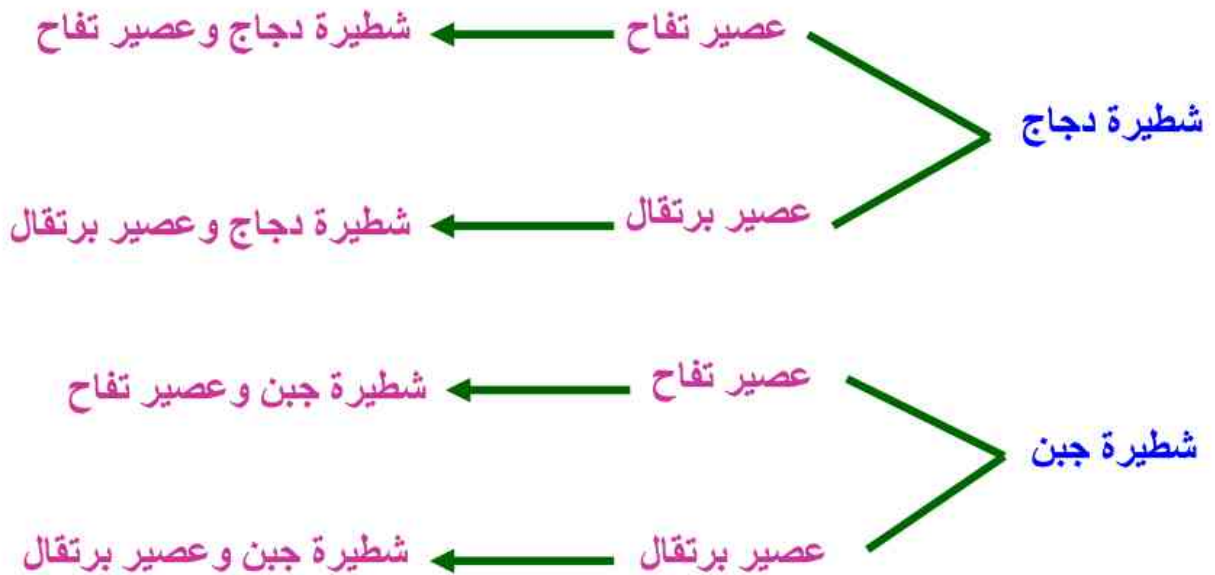 عصير تفاح
شطيرة دجاج وعصير تفاح
شطيرة دجاج
عصير برتقال
شطيرة دجاج وعصير برتقال
عصير تفاح
شطيرة جبن وعصير تفاح
شطيرة جبن
عصير برتقال
شطيرة جبن وعصير برتقال